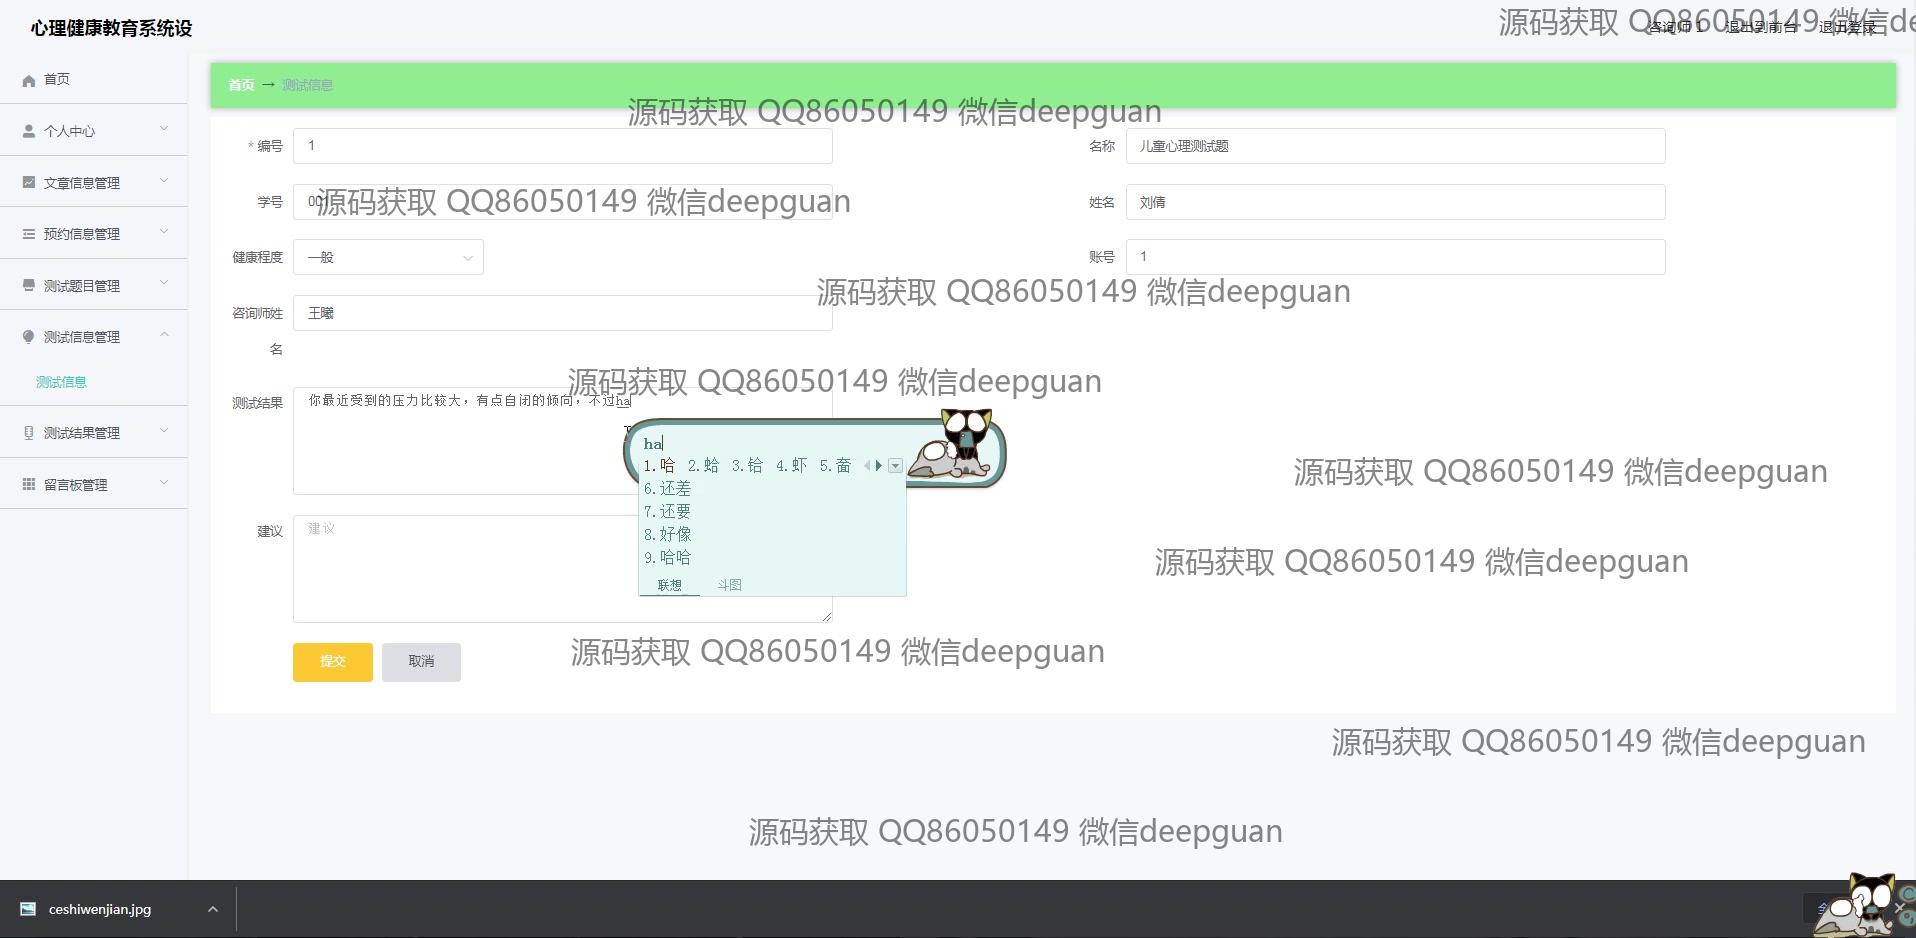 心理健康教育系统设
源码获取 QQ86050149 微信de
咨询师 1
退出到前台
退出登录
首页
个人中心
文章信息管理
预约信息管理
测试题目管理
测试信息管理
测试信息
测试结果管理
留言板管理
首页 → 测试信息
源码获取 QQ86050149 微信deepguan
* 编号 1
名称 儿童心理测试题
学号 001
源码获取 QQ86050149 微信deepguan
姓名 刘倩
健康程度 一般
账号 1
源码获取 QQ86050149 微信deepguan
咨询师姓名 王曦
源码获取 QQ86050149 微信deepguan
测试结果 你最近受到的压力比较大，有点自闭的倾向，不过ha
ha
1.哈 2.蛤 3.铪 4.虾 5.奤
6.还差
7.还要
8.好像
9.哈哈
联想 斗图
源码获取 QQ86050149 微信deepguan
建议 建议
源码获取 QQ86050149 微信deepguan
提交 取消
源码获取 QQ86050149 微信deepguan
源码获取 QQ86050149 微信deepguan
源码获取 QQ86050149 微信deepguan
ceshiwenjian.jpg